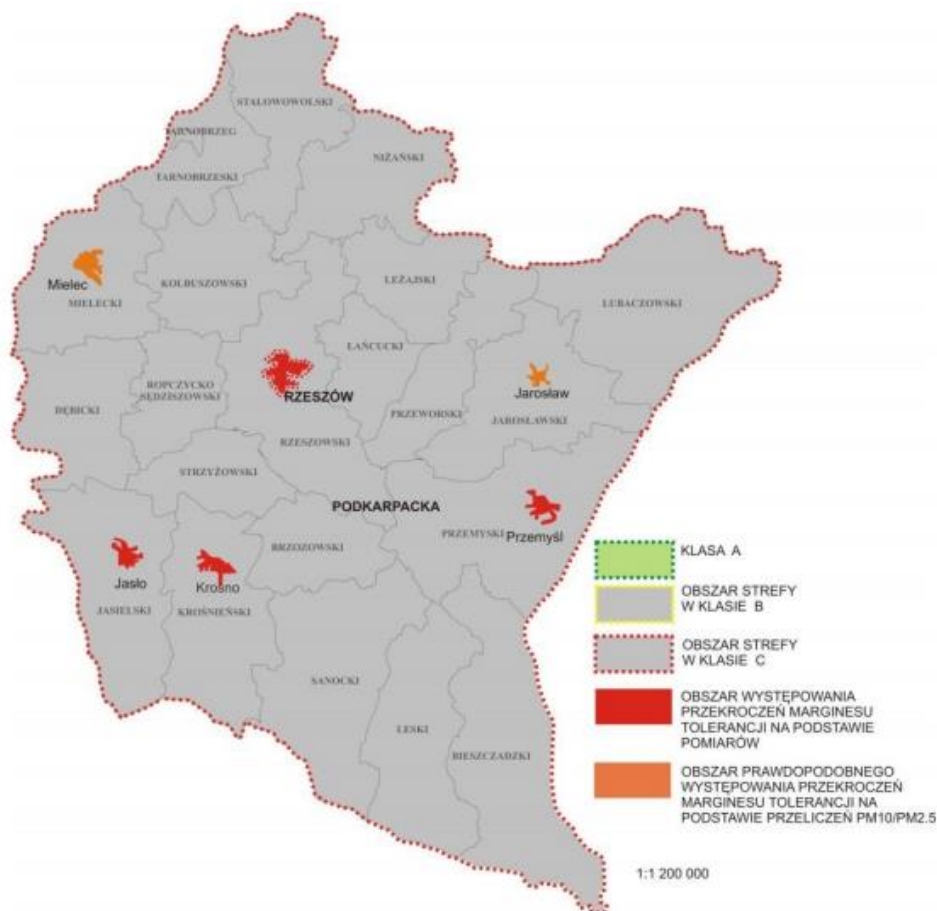 STALOWOWOLSKI
TARNOBRZEG
NIŻAŃSKI
TARNOBRZESKI
Mielec
MIELECKI
KOLBUSZOWSKI
LEŻAJSKI
LUBACZOWSKI
ŁAŃCUCKI
ROPCZYCKO
SĘDZISZOWSKI
DĘBICKI
RZESZÓW
PRZEWORSKI
Jarosław
JAROSŁAWSKI
RZESZOWSKI
STRZYŻOWSKI
PODKARPACKA
PRZEMYSKI
Przemyśl
BRZOZOWSKI
Jasło
JASIELSKI
Krosno
KROŚNIEŃSKI
SANOCKI
LESKI
BIESZCZADZKI
KLASA A
OBSZAR STREFY
W KLASIE B
OBSZAR STREFY
W KLASIE C
OBSZAR WYSTĘPOWANIA
PRZEKROCZEŃ MARGINESU
TOLERANCJI NA PODSTAWIE
POMIARÓW
OBSZAR PRAWDOPODOBNEGO
WYSTĘPOWANIA PRZEKROCZEŃ
MARGINESU TOLERANCJI NA
PODSTAWIE PRZELICZEŃ PM10/PM2.5
1:1 200 000